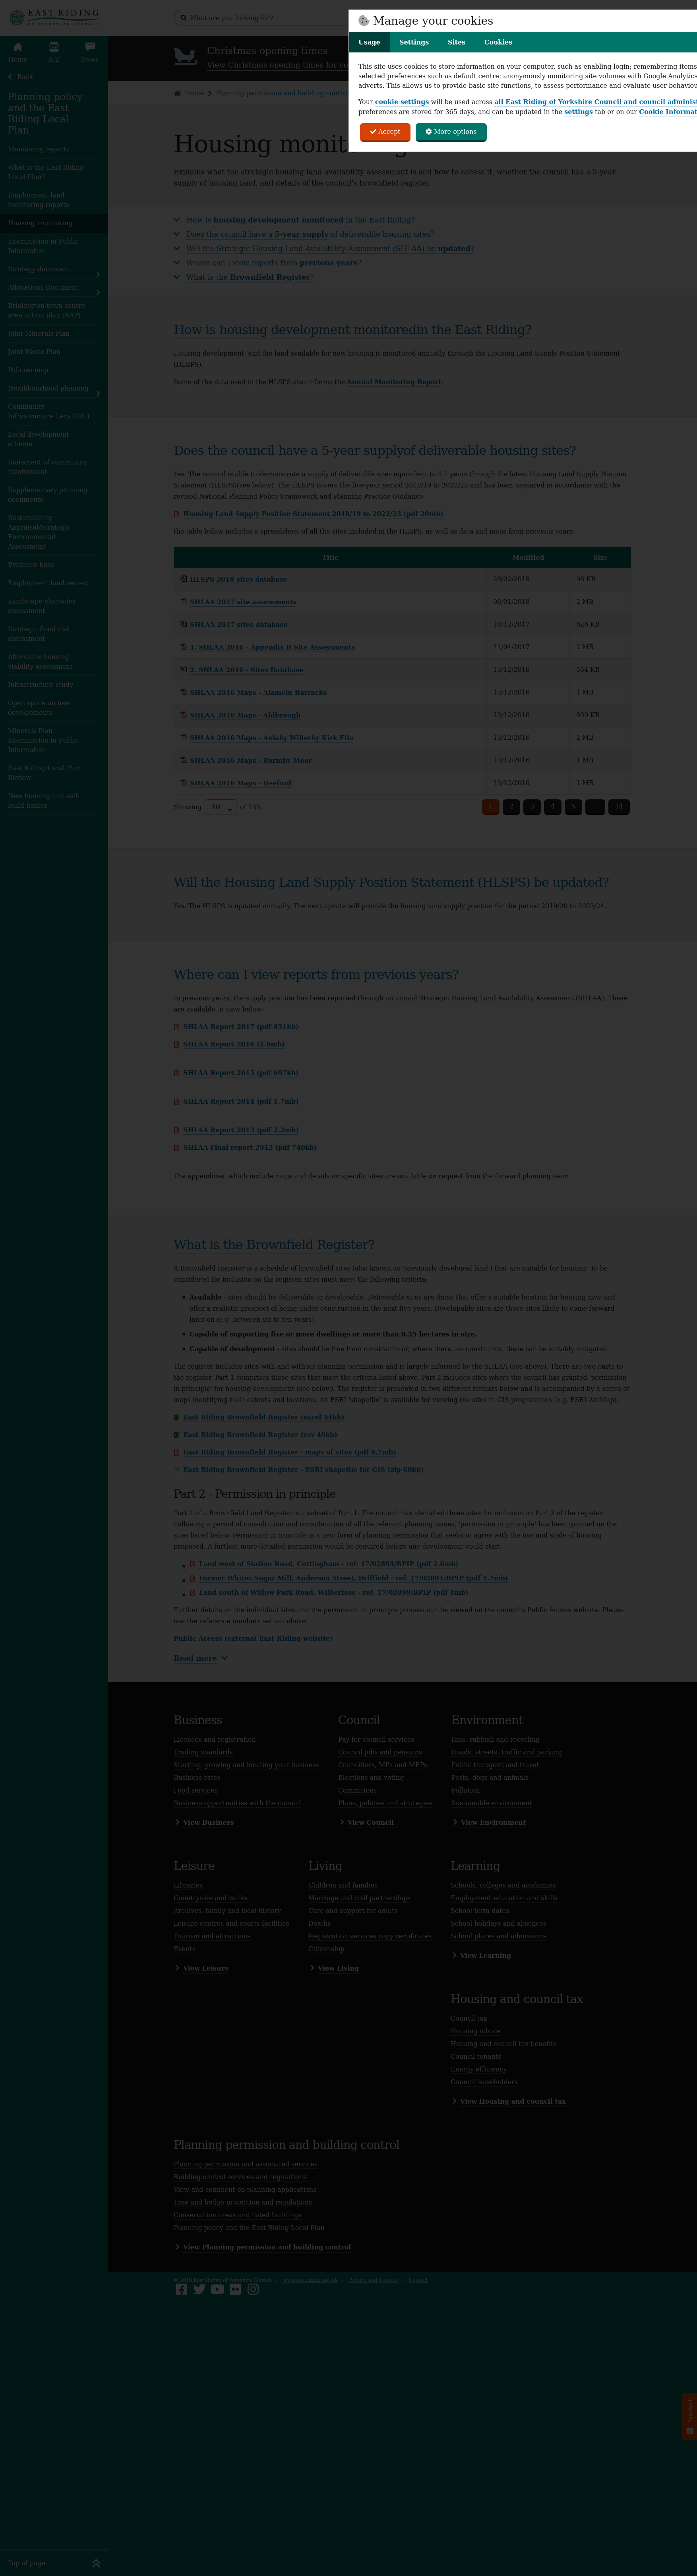 EAST RIDING
OF YORKSHIRE COUNCIL
What are you looking for?
Home
A-Z
News
Back
Planning policy
and the East
Riding Local
Plan
Monitoring reports
What is the East Riding
Local Plan?
Employment land
monitoring reports
Housing monitoring
Examination in Public
Information
Strategy document
Allocations Document
Bridlington town centre
area action plan (AAP)
Joint Minerals Plan
Joint Waste Plan
Policies map
Neighbourhood planning
Community
Infrastructure Levy (CIL)
Local development
scheme
Statement of community
involvement
Supplementary planning
documents
Sustainability
Appraisal/Strategic
Environmental
Assessment
Evidence base
Employment land review
Landscape character
assessment
Strategic flood risk
assessment
Affordable housing
viability assessment
Infrastructure study
Open space on new
developments
Minerals Plan
Examination in Public
Information
East Riding Local Plan
Review
New housing and self-
build homes
Top of page
Manage your cookies
Usage Settings Sites Cookies
This site uses cookies to store information on your computer, such as enabling login; remembering items
selected preferences such as default centre; anonymously monitoring site volumes with Google Analytics
adverts. This allows us to provide basic site functions, to assess performance and evaluate user behaviou
Your cookie settings will be used across all East Riding of Yorkshire Council and council administ
preferences are stored for 365 days, and can be updated in the settings tab or on our Cookie Informat
Accept
More options
Christmas opening times
View Christmas opening times for co
Home Planning permission and building control
Housing monitoring
Explains what the strategic housing land availability assessment is and how to access it, whether the council has a 5-year
supply of housing land, and details of the council's brownfield register.
How is housing development monitored in the East Riding?
Does the council have a 5-year supply of deliverable housing sites?
Will the Strategic Housing Land Availability Assessment (SHLAA) be updated?
Where can I view reports from previous years?
What is the Brownfield Register?
How is housing development monitoredin the East Riding?
Housing development, and the land available for new housing is monitored annually through the Housing Land Supply Position Statement
(HLSPS).
Some of the data used in the HLSPS also informs the Annual Monitoring Report.
Does the council have a 5-year supplyof deliverable housing sites?
Yes. The council is able to demonstrate a supply of deliverable sites equivalent to 5.1 years through the latest Housing Land Supply Position
Statement (HLSPS)(see below). The HLSPS covers the five-year period from 2018/19 to 2022/23 and has been prepared in accordance with the
revised National Planning Policy Framework and Planning Practice Guidance.
Housing Land Supply Position Statement 2018/19 to 2022/23 (pdf 20mb)
the table below includes a spreadsheet of all the sites included in the HLSPS, as well as data and maps from previous years:
Title Modified Size
HLSPS 2018 sites database 28/02/2019 98 KB
SHLAA 2017 site assessments 08/01/2018 2 MB
SHLAA 2017 sites database 18/12/2017 626 KB
1. SHLAA 2016 - Appendix B Site Assessments 11/04/2017 2 MB
2. SHLAA 2016 - Sites Database 13/12/2016 554 KB
SHLAA 2016 Maps - Alamein Barracks 13/12/2016 1 MB
SHLAA 2016 Maps - Aldbrough 13/12/2016 939 KB
SHLAA 2016 Maps - Anlaby Willerby Kirk Ella 13/12/2016 2 MB
SHLAA 2016 Maps - Barmby Moor 13/12/2016 1 MB
SHLAA 2016 Maps - Beeford 13/12/2016 1 MB
Showing 10 of 135
1 2 3 4 5 … 14
Will the Housing Land Supply Position Statement (HLSPS) be updated?
Yes. The HLSPS is updated annually. The next update will provide the housing land supply position for the period 2019/20 to 2023/24.
Where can I view reports from previous years?
In previous years, the supply position has been reported through an annual Strategic Housing Land Availability Assessment (SHLAA). These
are available to view below:
SHLAA Report 2017 (pdf 851kb)
SHLAA Report 2016 (1.6mb)
SHLAA Report 2015 (pdf 697kb)
SHLAA Report 2014 (pdf 1.7mb)
SHLAA Report 2013 (pdf 2.2mb)
SHLAA Final report 2012 (pdf 740kb)
The appendices, which include maps and details on specific sites are available on request from the forward planning team.
What is the Brownfield Register?
A Brownfield Register is a schedule of brownfield sites (also known as 'previously developed land') that are suitable for housing. To be
considered for inclusion on the register, sites must meet the following criteria:
Available - sites should be deliverable or developable. Deliverable sites are those that offer a suitable location for housing now and
offer a realistic prospect of being under construction in the next five years. Developable sites are those sites likely to come forward
later on (e.g. between six to ten years).
Capable of supporting five or more dwellings or more than 0.25 hectares in size.
Capable of development - sites should be free from constraints or, where there are constraints, these can be suitably mitigated.
The register includes sites with and without planning permission and is largely informed by the SHLAA (see above). There are two parts to
the register. Part 1 comprises those sites that meet the criteria listed above. Part 2 includes sites where the council has granted 'permission
in principle' for housing development (see below). The register is presented in two different formats below and is accompanied by a series of
maps identifying their extents and locations. An ESRI 'shapefile' is available for viewing the sites in GIS programmes (e.g. ESRI ArcMap).
East Riding Brownfield Register (excel 54kb)
East Riding Brownfield Register (csv 49kb)
East Riding Brownfield Register - maps of sites (pdf 9.7mb)
East Riding Brownfield Register - ESRI shapefile for GIS (zip 60kb)
Part 2 - Permission in principle
Part 2 of a Brownfield Land Register is a subset of Part 1. The council has identified three sites for inclusion on Part 2 of the register.
Following a period of consultation and consideration of all the relevant planning issues, 'permission in principle' has been granted on the
sites listed below. Permission in principle is a new form of planning permission that seeks to agree with the use and scale of housing
proposed. A further, more detailed permission would be required before any development could start.
Land west of Station Road, Cottingham - ref: 17/02893/BPIP (pdf 2.6mb)
Former Whites Sugar Mill, Anderson Street, Driffield - ref: 17/02891/BPIP (pdf 1.7mb)
Land south of Willow Park Road, Wilberfoss - ref: 17/02899/BPIP (pdf 1mb)
Further details on the individual sites and the permission in principle process can be viewed on the council's Public Access website. Please
use the reference numbers set out above.
Public Access (external East Riding website)
Read more
Business
Licences and registration
Trading standards
Starting, growing and locating your business
Business rates
Food services
Business opportunities with the council
View Business
Council
Pay for council services
Council jobs and pensions
Councillors, MPs and MEPs
Elections and voting
Committees
Plans, policies and strategies
View Council
Environment
Bins, rubbish and recycling
Roads, streets, traffic and parking
Public transport and travel
Pests, dogs and animals
Pollution
Sustainable environment
View Environment
Leisure
Libraries
Countryside and walks
Archives, family and local history
Leisure centres and sports facilities
Tourism and attractions
Events
View Leisure
Living
Children and families
Marriage and civil partnerships
Care and support for adults
Deaths
Registration services copy certificates
Citizenship
View Living
Learning
Schools, colleges and academies
Employment education and skills
School term dates
School holidays and absences
School places and admissions
View Learning
Housing and council tax
Council tax
Housing advice
Housing and council tax benefits
Council tenants
Energy efficiency
Council leaseholders
View Housing and council tax
Planning permission and building control
Planning permission and associated services
Building control services and regulations
View and comment on planning applications
Tree and hedge protection and regulations
Conservation areas and listed buildings
Planning policy and the East Riding Local Plan
View Planning permission and building control
© 2019 East Riding of Yorkshire Council